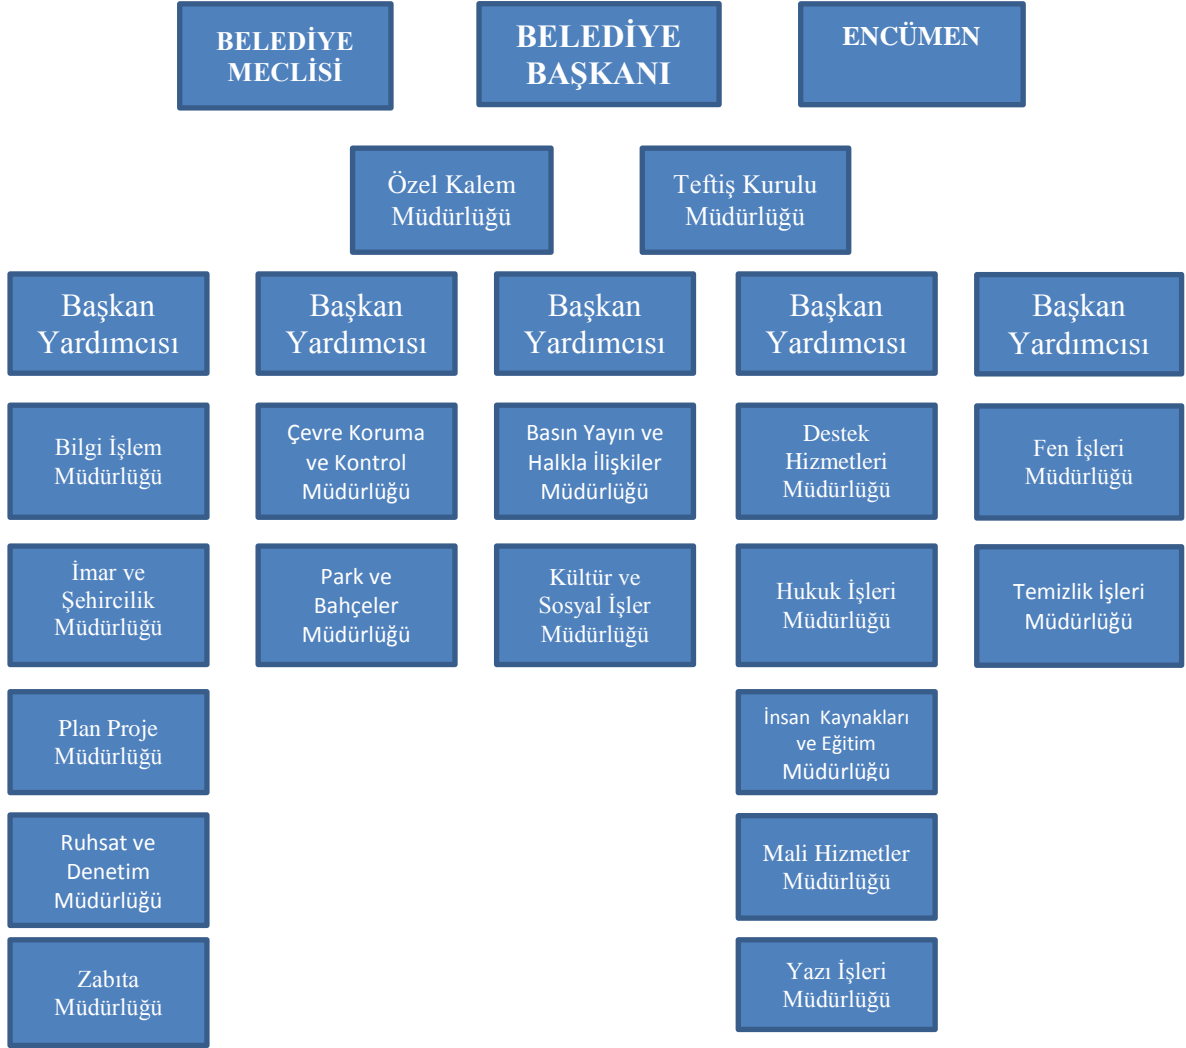 BELEDİYE
MECLİSİ
BELEDİYE
BAŞKANI
ENCÜMEN
Özel Kalem
Müdürlüğü
Teftiş Kurulu
Müdürlüğü
Başkan
Yardımcısı
Başkan
Yardımcısı
Başkan
Yardımcısı
Başkan
Yardımcısı
Başkan
Yardımcısı
Bilgi İşlem
Müdürlüğü
Çevre Koruma
ve Kontrol
Müdürlüğü
Basın Yayın ve
Halkla İlişkiler
Müdürlüğü
Destek
Hizmetleri
Müdürlüğü
Fen İşleri
Müdürlüğü
İmar ve
Şehircilik
Müdürlüğü
Park ve
Bahçeler
Müdürlüğü
Kültür ve
Sosyal İşler
Müdürlüğü
Hukuk İşleri
Müdürlüğü
Temizlik İşleri
Müdürlüğü
Plan Proje
Müdürlüğü
İnsan Kaynakları
ve Eğitim
Müdürlüğü
Ruhsat ve
Denetim
Müdürlüğü
Mali Hizmetler
Müdürlüğü
Zabıta
Müdürlüğü
Yazı İşleri
Müdürlüğü